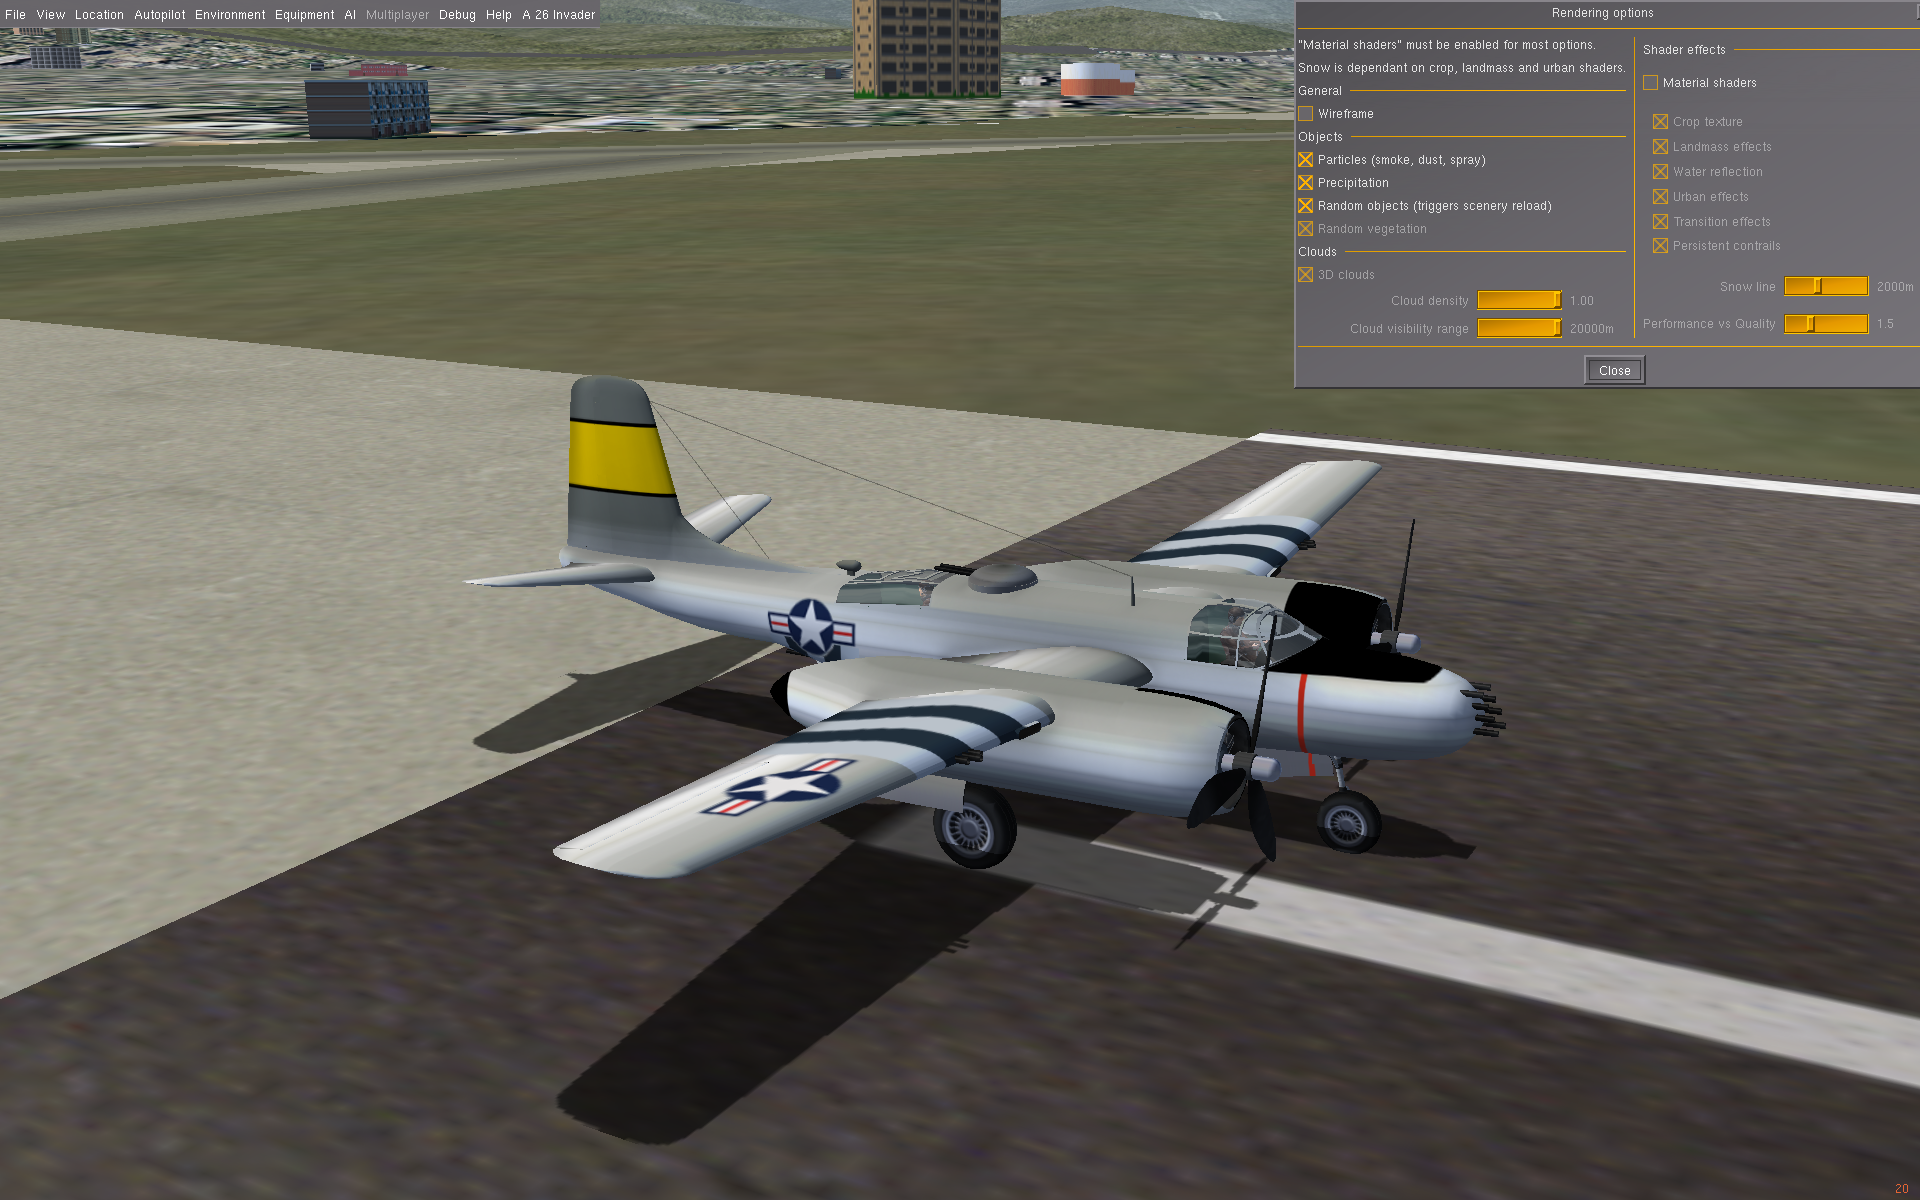 File View Location Autopilot Environment Equipment AI Multiplayer Debug Help A 26 Invader
Rendering options
"Material shaders" must be enabled for most options.
Snow is dependant on crop, landmass and urban shaders.
General
Wireframe
Objects
Particles (smoke, dust, spray)
Precipitation
Random objects (triggers scenery reload)
Random vegetation
Clouds
3D clouds
Cloud density 1.00
Cloud visibility range 20000m
Shader effects
Material shaders
Crop texture
Landmass effects
Water reflection
Urban effects
Transition effects
Persistent contrails
Snow line 2000m
Performance vs Quality 1.5
Close
20